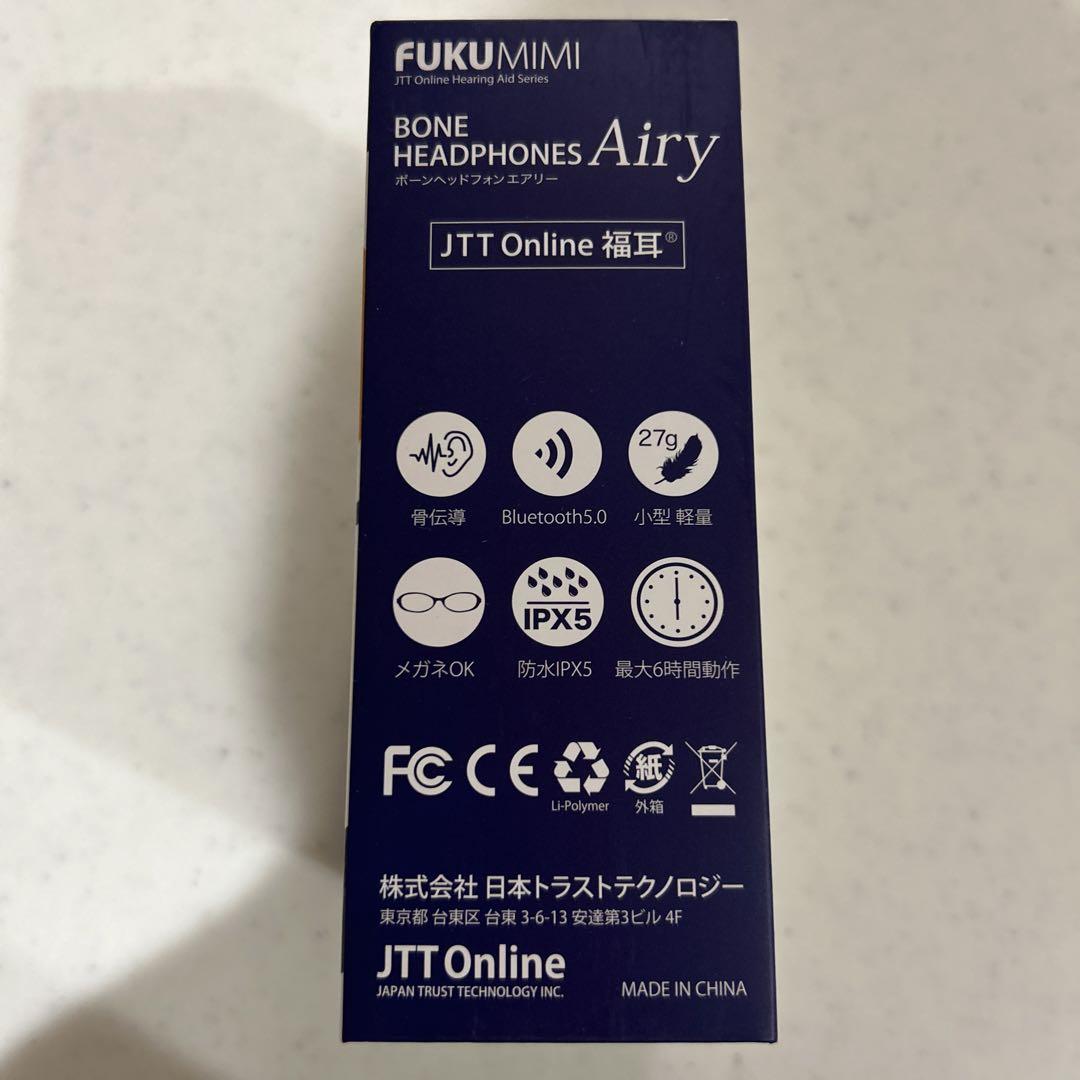 FUKUMIMI
JTT Online Hearing Aid Series
BONE
HEADPHONES Airy
ボーンヘッドフォン エアリー
JTT Online 福耳®
27g
骨伝導 Bluetooth5.0 小型 軽量
IPX5
メガネOK 防水IPX5 最大6時間動作
FC CE 紙
Li-Polymer 外箱
株式会社 日本トラストテクノロジー
東京都 台東区 台東 3-6-13 安達第3ビル 4F
JTT Online
JAPAN TRUST TECHNOLOGY INC. MADE IN CHINA